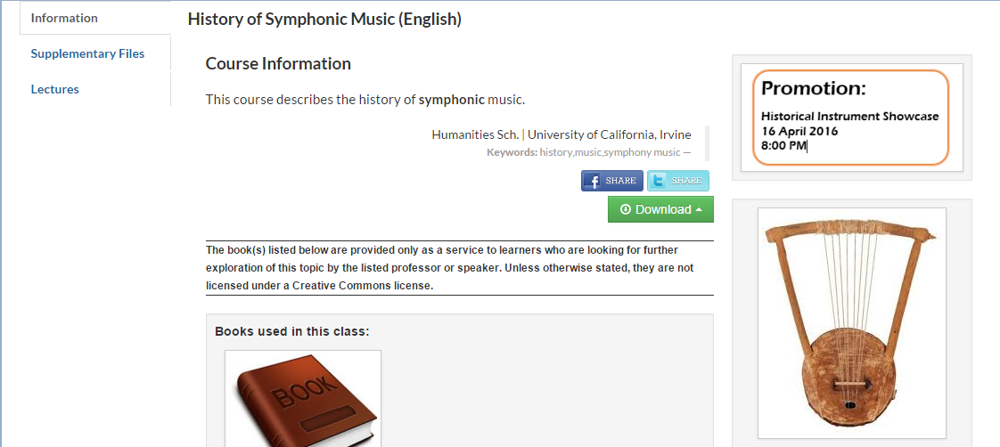 Information
Supplementary Files
Lectures
History of Symphonic Music (English)
Course Information
This course describes the history of symphonic music.
Humanities Sch. | University of California, Irvine
Keywords: history,music,symphony music —
SHARE SHARE
Download
The book(s) listed below are provided only as a service to learners who are looking for further
exploration of this topic by the listed professor or speaker. Unless otherwise stated, they are not
licensed under a Creative Commons license.
Books used in this class:
BOOK
Promotion:
Historical Instrument Showcase
16 April 2016
8:00 PM